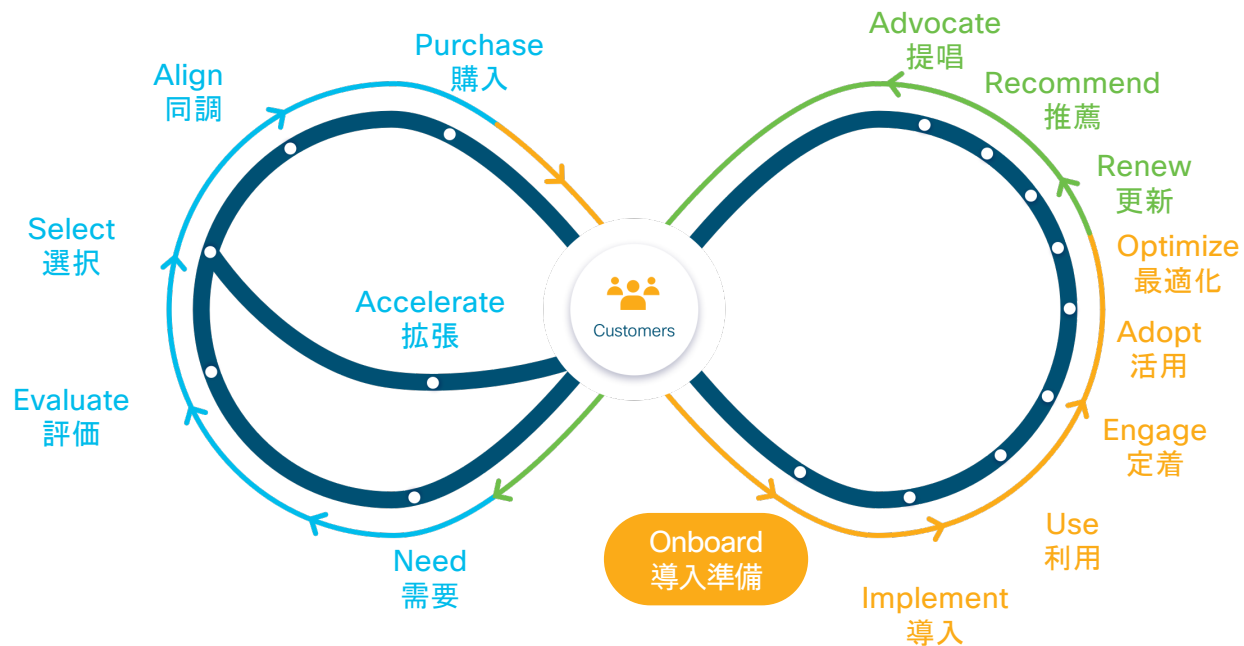 Purchase
購入
Align
同調
Select
選択
Evaluate
評価
Need
需要
Accelerate
拡張
Customers
Onboard
導入準備
Implement
導入
Use
利用
Engage
定着
Adopt
活用
Optimize
最適化
Renew
更新
Recommend
推薦
Advocate
提唱